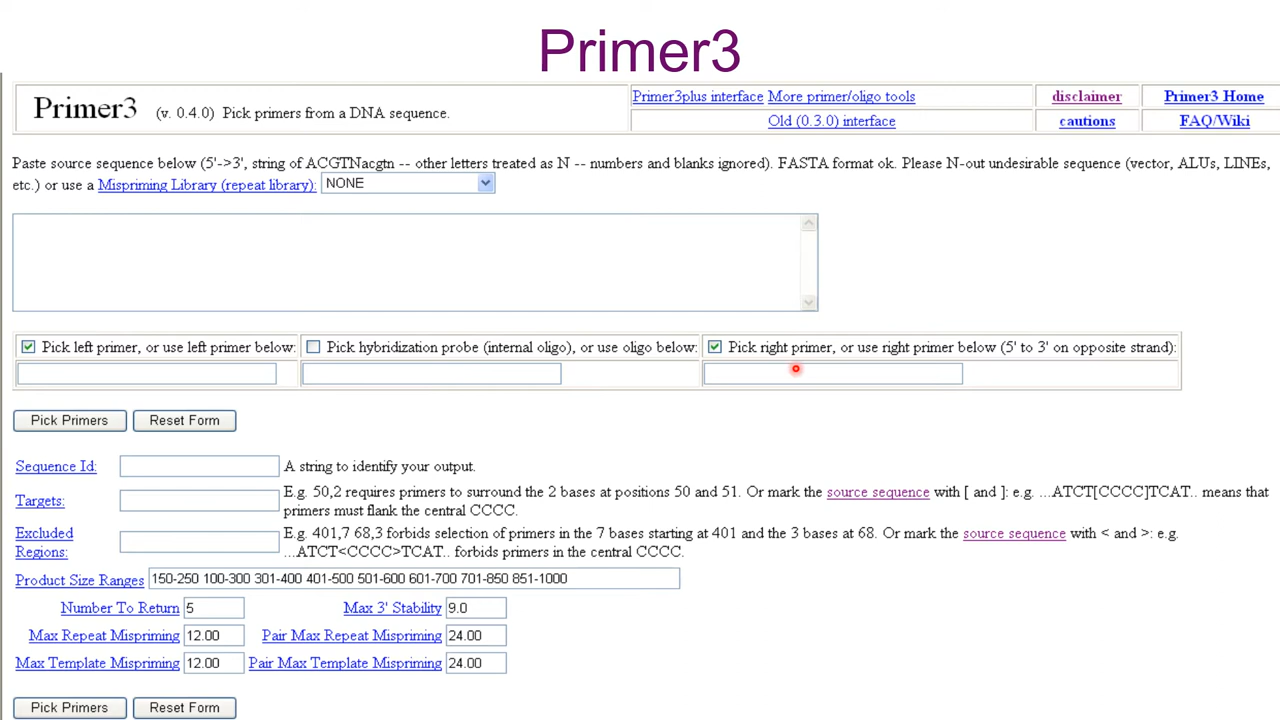 Primer3
Primer3 (v. 0.4.0) Pick primers from a DNA sequence.
Primer3plus interface More primer/oligo tools disclaimer Primer3 Home
Old (0.3.0) interface cautions FAQ/Wiki
Paste source sequence below (5'->3', string of ACGTNacgtn -- other letters treated as N -- numbers and blanks ignored). FASTA format ok. Please N-out undesirable sequence (vector, ALUs, LINEs,
etc.) or use a Mispriming Library (repeat library): NONE
Pick left primer, or use left primer below: Pick hybridization probe (internal oligo), or use oligo below: Pick right primer, or use right primer below (5' to 3' on opposite strand):
Pick Primers Reset Form
Sequence Id: A string to identify your output.
Targets: E.g. 50,2 requires primers to surround the 2 bases at positions 50 and 51. Or mark the source sequence with [ and ]: e.g. ...ATCT[CCCC]TCAT.. means that
primers must flank the central CCCC.
Excluded Regions: E.g. 401,7 68,3 forbids selection of primers in the 7 bases starting at 401 and the 3 bases at 68. Or mark the source sequence with < and >: e.g.
...ATCT<CCCC>TCAT.. forbids primers in the central CCCC.
Product Size Ranges 150-250 100-300 301-400 401-500 501-600 601-700 701-850 851-1000
Number To Return 5 Max 3' Stability 9.0
Max Repeat Mispriming 12.00 Pair Max Repeat Mispriming 24.00
Max Template Mispriming 12.00 Pair Max Template Mispriming 24.00
Pick Primers Reset Form